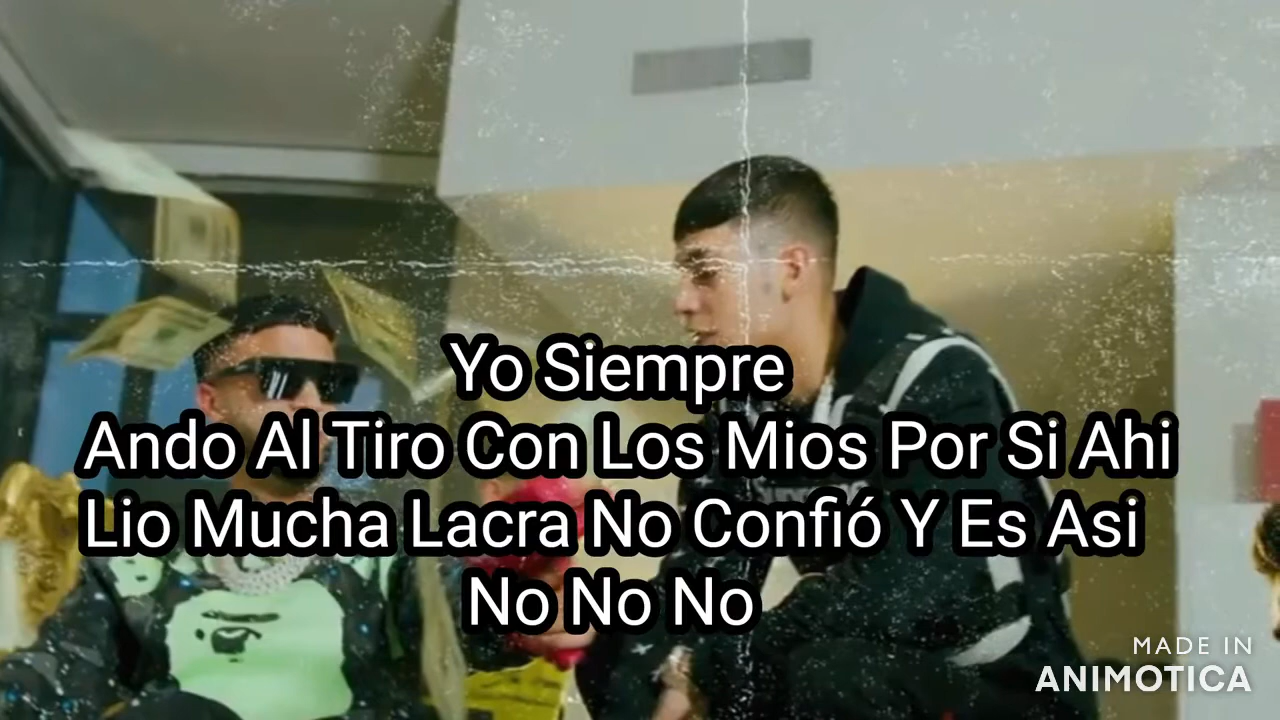 Yo Siempre
Ando Al Tiro Con Los Mios Por Si Ahi
Lio Mucha Lacra No Confió Y Es Asi
No No No
MADE IN
ANIMOTICA